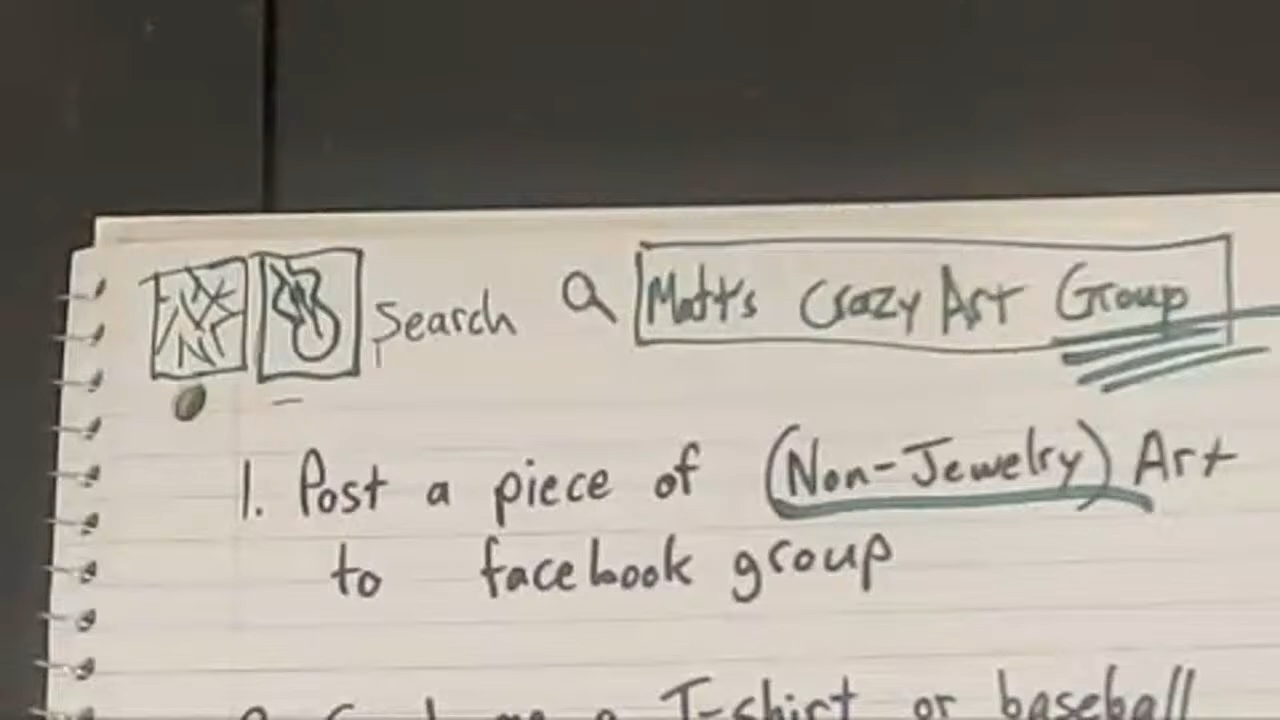 Search Matt's Crazy Art Group
1. Post a piece of (Non-Jewelry) Art
to facebook group
a T-shirt or baseball